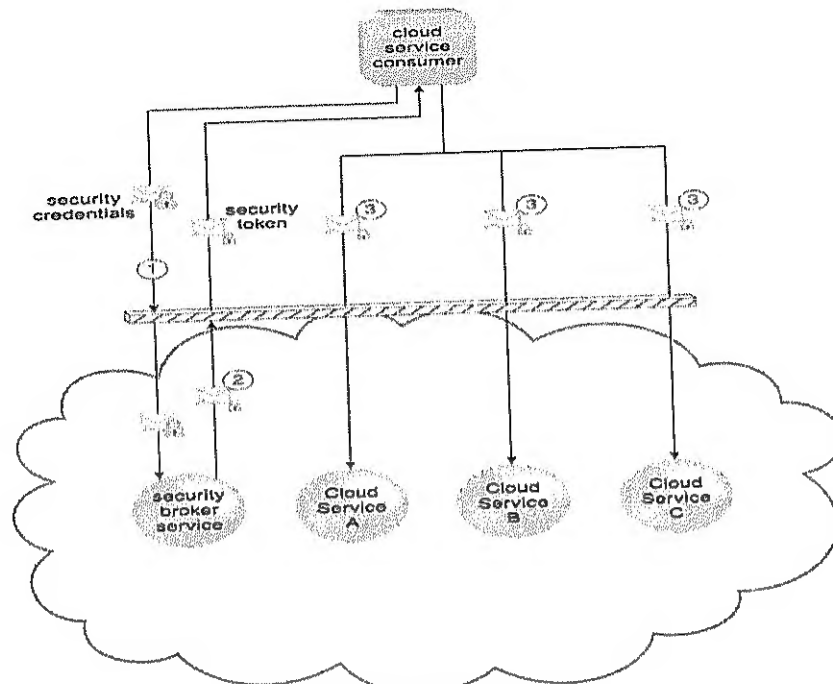 cloud
service
consumer
security
credentials
security
token
3
3
3
1
2
security
broker
service
Cloud
Service
A
Cloud
Service
B
Cloud
Service
C